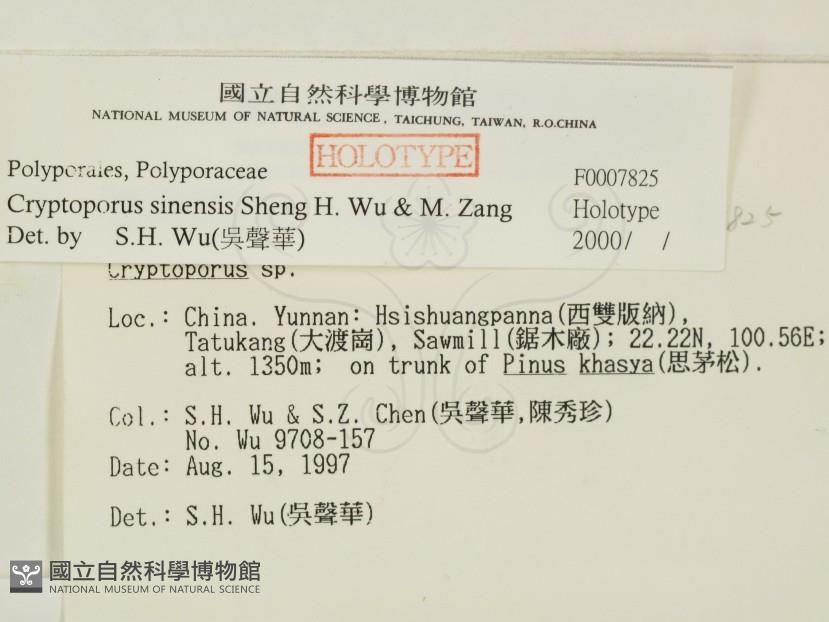 國立自然科學博物館
NATIONAL MUSEUM OF NATURAL SCIENCE, TAICHUNG, TAIWAN, R.O.CHINA
HOLOTYPE
Polyporales, Polyporaceae F0007825
Cryptoporus sinensis Sheng H. Wu & M. Zang Holotype
Det. by S.H. Wu(吳聲華) 2000/ /
825
Cryptoporus sp.
Loc.: China. Yunnan: Hsishuangpanna(西雙版納),
Tatukang(大渡崗), Sawmill(鋸木廠); 22.22N, 100.56E;
alt. 1350m; on trunk of Pinus khasya(思茅松).
Col.: S.H. Wu & S.Z. Chen(吳聲華,陳秀珍)
No. Wu 9708-157
Date: Aug. 15, 1997
Det.: S.H. Wu(吳聲華)
國立自然科學博物館
NATIONAL MUSEUM OF NATURAL SCIENCE